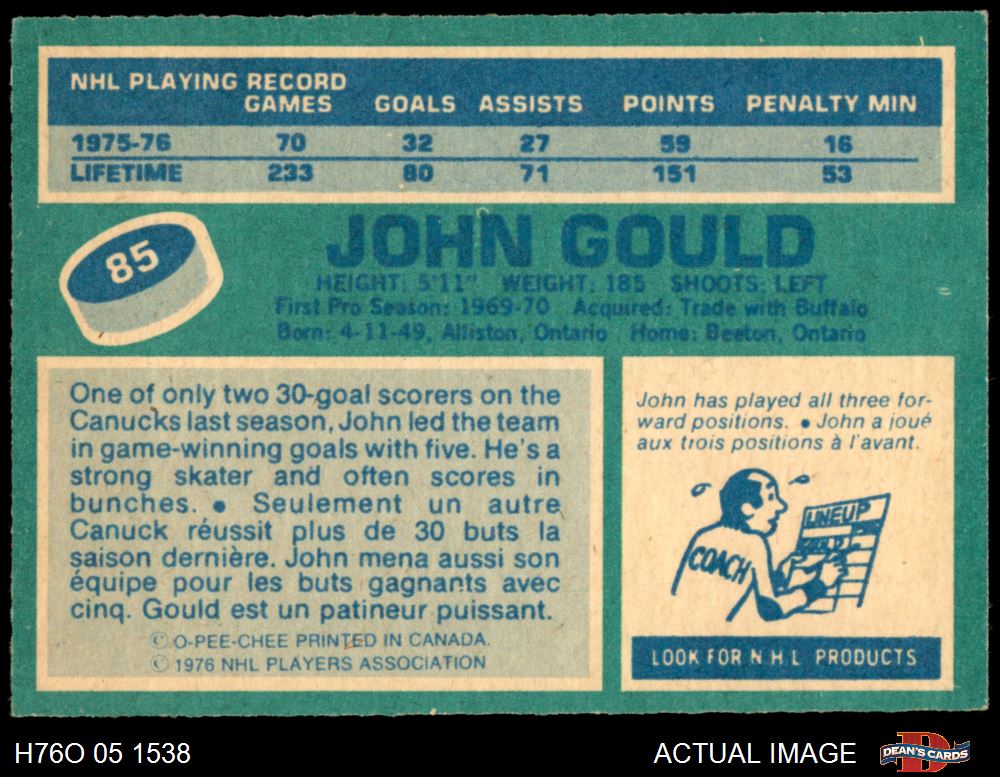 NHL PLAYING RECORD
GAMES GOALS ASSISTS POINTS PENALTY MIN
1975-76 70 32 27 59 16
LIFETIME 233 80 71 151 53
85
JOHN GOULD
HEIGHT: 5'11" WEIGHT: 185 SHOOTS: LEFT
First Pro Season: 1969-70 Acquired: Trade with Buffalo
Born: 4-11-49, Alliston, Ontario Home: Beeton, Ontario
One of only two 30-goal scorers on the
Canucks last season, John led the team
in game-winning goals with five. He's a
strong skater and often scores in
bunches. • Seulement un autre
Canuck réussit plus de 30 buts la
saison dernière. John mena aussi son
équipe pour les buts gagnants avec
cinq. Gould est un patineur puissant.
© O-PEE-CHEE PRINTED IN CANADA.
© 1976 NHL PLAYERS ASSOCIATION
John has played all three for-
ward positions. • John a joué
aux trois positions à l'avant.
LINEUP
COACH
LOOK FOR N H L PRODUCTS
H76O 05 1538
ACTUAL IMAGE
DEAN'S CARDS